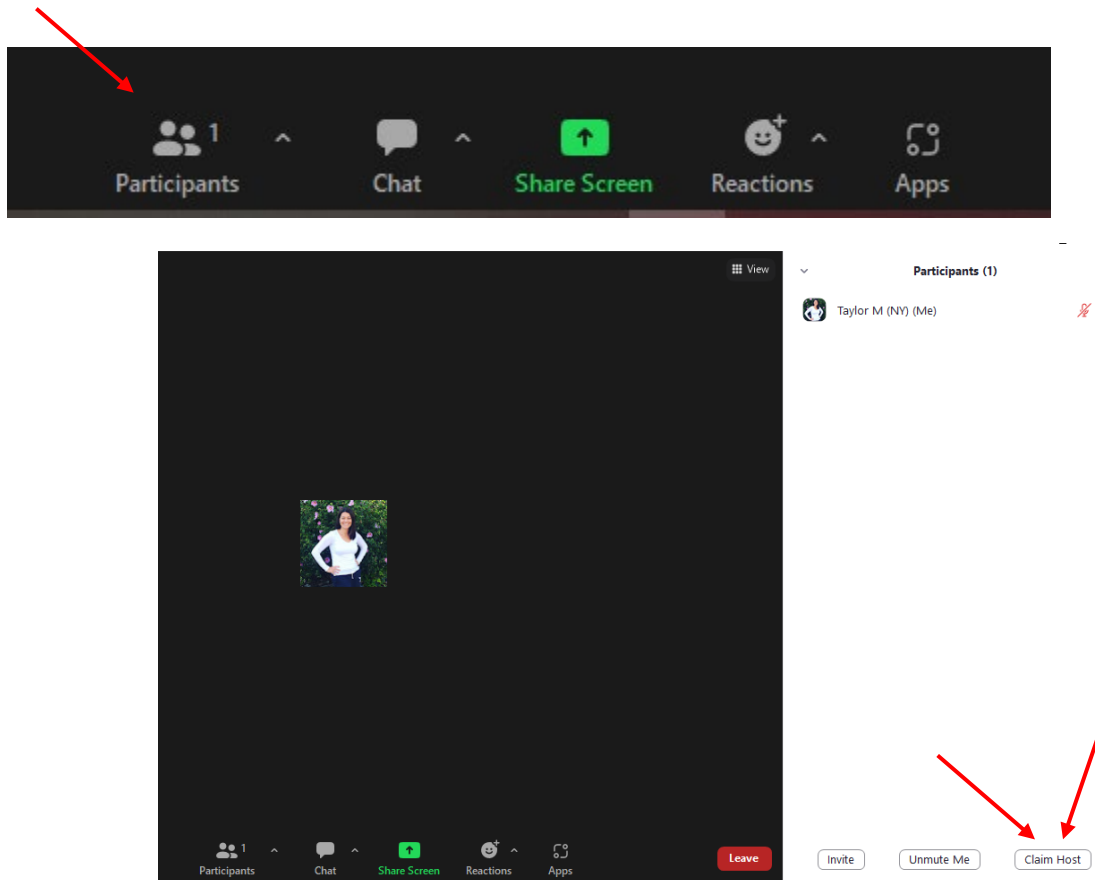 1
Participants
Chat
Share Screen
Reactions
Apps
View
Participants (1)
Taylor M (NY) (Me)
1
Participants
Chat
Share Screen
Reactions
Apps
Leave
Invite
Unmute Me
Claim Host